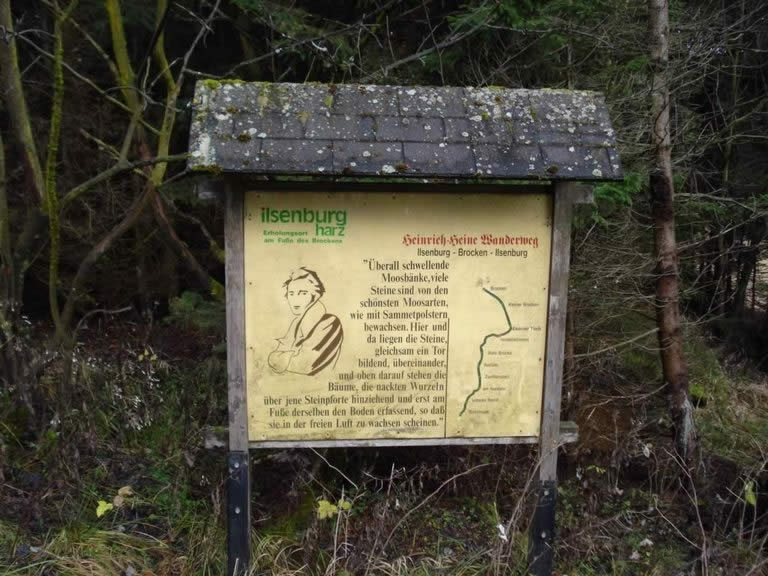 ilsenburg
harz
Erholungsort
am Fuße des Brockens
Heinrich-Heine Wanderweg
Ilsenburg - Brocken - Ilsenburg
"Überall schwellende
Moosbänke, viele
Steine sind von den
schönsten Moosarten,
wie mit Sammetpolstern
bewachsen. Hier und
da liegen die Steine,
gleichsam ein Tor
bildend, übereinander,
und oben darauf stehen die
Bäume, die nackten Wurzeln
über jene Steinpforte hinziehend und erst am
Fuße derselben den Boden erfassend, so daß
sie in der freien Luft zu wachsen scheinen."
Brocken
Kleiner Brocken